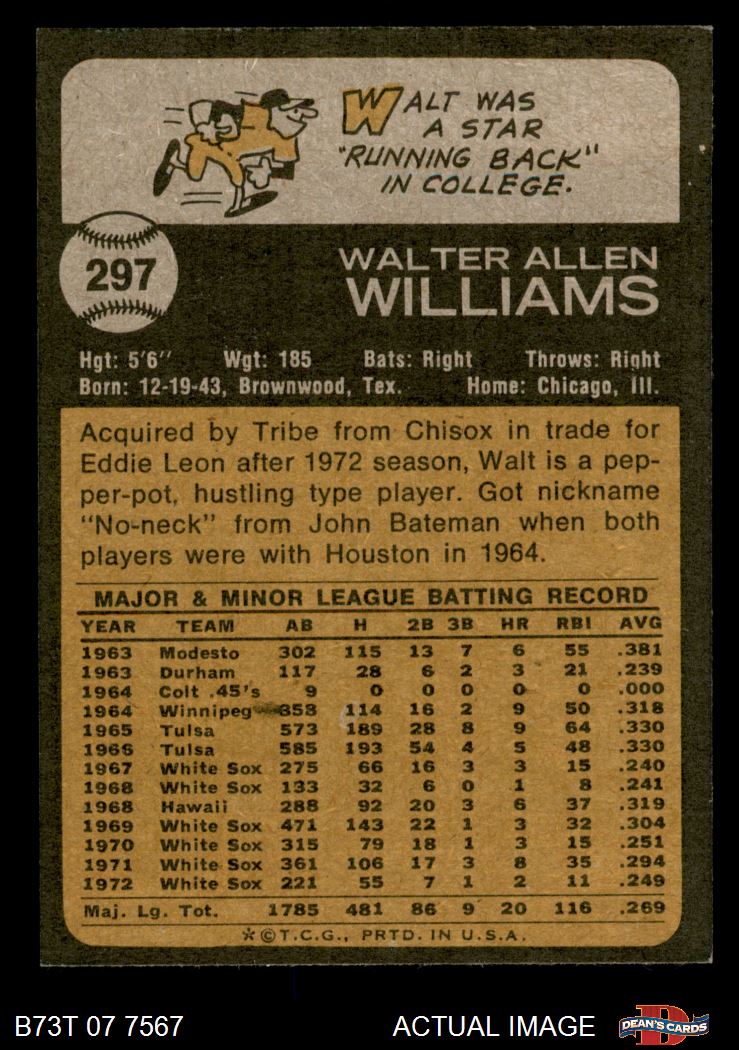 WALT WAS
A STAR
"RUNNING BACK"
IN COLLEGE.
297
WALTER ALLEN
WILLIAMS
Hgt: 5'6" Wgt: 185 Bats: Right Throws: Right
Born: 12-19-43, Brownwood, Tex. Home: Chicago, Ill.
Acquired by Tribe from Chisox in trade for
Eddie Leon after 1972 season, Walt is a pep-
per-pot, hustling type player. Got nickname
"No-neck" from John Bateman when both
players were with Houston in 1964.
MAJOR & MINOR LEAGUE BATTING RECORD
YEAR TEAM AB H 2B 3B HR RBI AVG
1963 Modesto 302 115 13 7 6 55 .381
1963 Durham 117 28 6 2 3 21 .239
1964 Colt .45's 9 0 0 0 0 0 .000
1964 Winnipeg 358 114 16 2 9 50 .318
1965 Tulsa 573 189 28 8 9 64 .330
1966 Tulsa 585 193 54 4 5 48 .330
1967 White Sox 275 66 16 3 3 15 .240
1968 White Sox 133 32 6 0 1 8 .241
1968 Hawaii 288 92 20 3 6 37 .319
1969 White Sox 471 143 22 1 3 32 .304
1970 White Sox 315 79 18 1 3 15 .251
1971 White Sox 361 106 17 3 8 35 .294
1972 White Sox 221 55 7 1 2 11 .249
Maj. Lg. Tot. 1785 481 86 9 20 116 .269
*©T.C.G., PRTD. IN U.S.A.
B73T 07 7567 ACTUAL IMAGE
D
DEAN'S CARDS